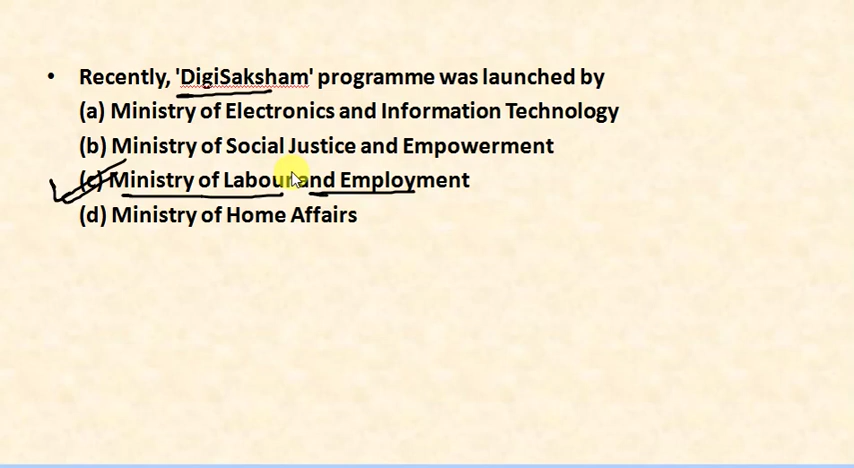 • Recently, 'DigiSaksham' programme was launched by
(a) Ministry of Electronics and Information Technology
(b) Ministry of Social Justice and Empowerment
(c) Ministry of Labour and Employment
(d) Ministry of Home Affairs